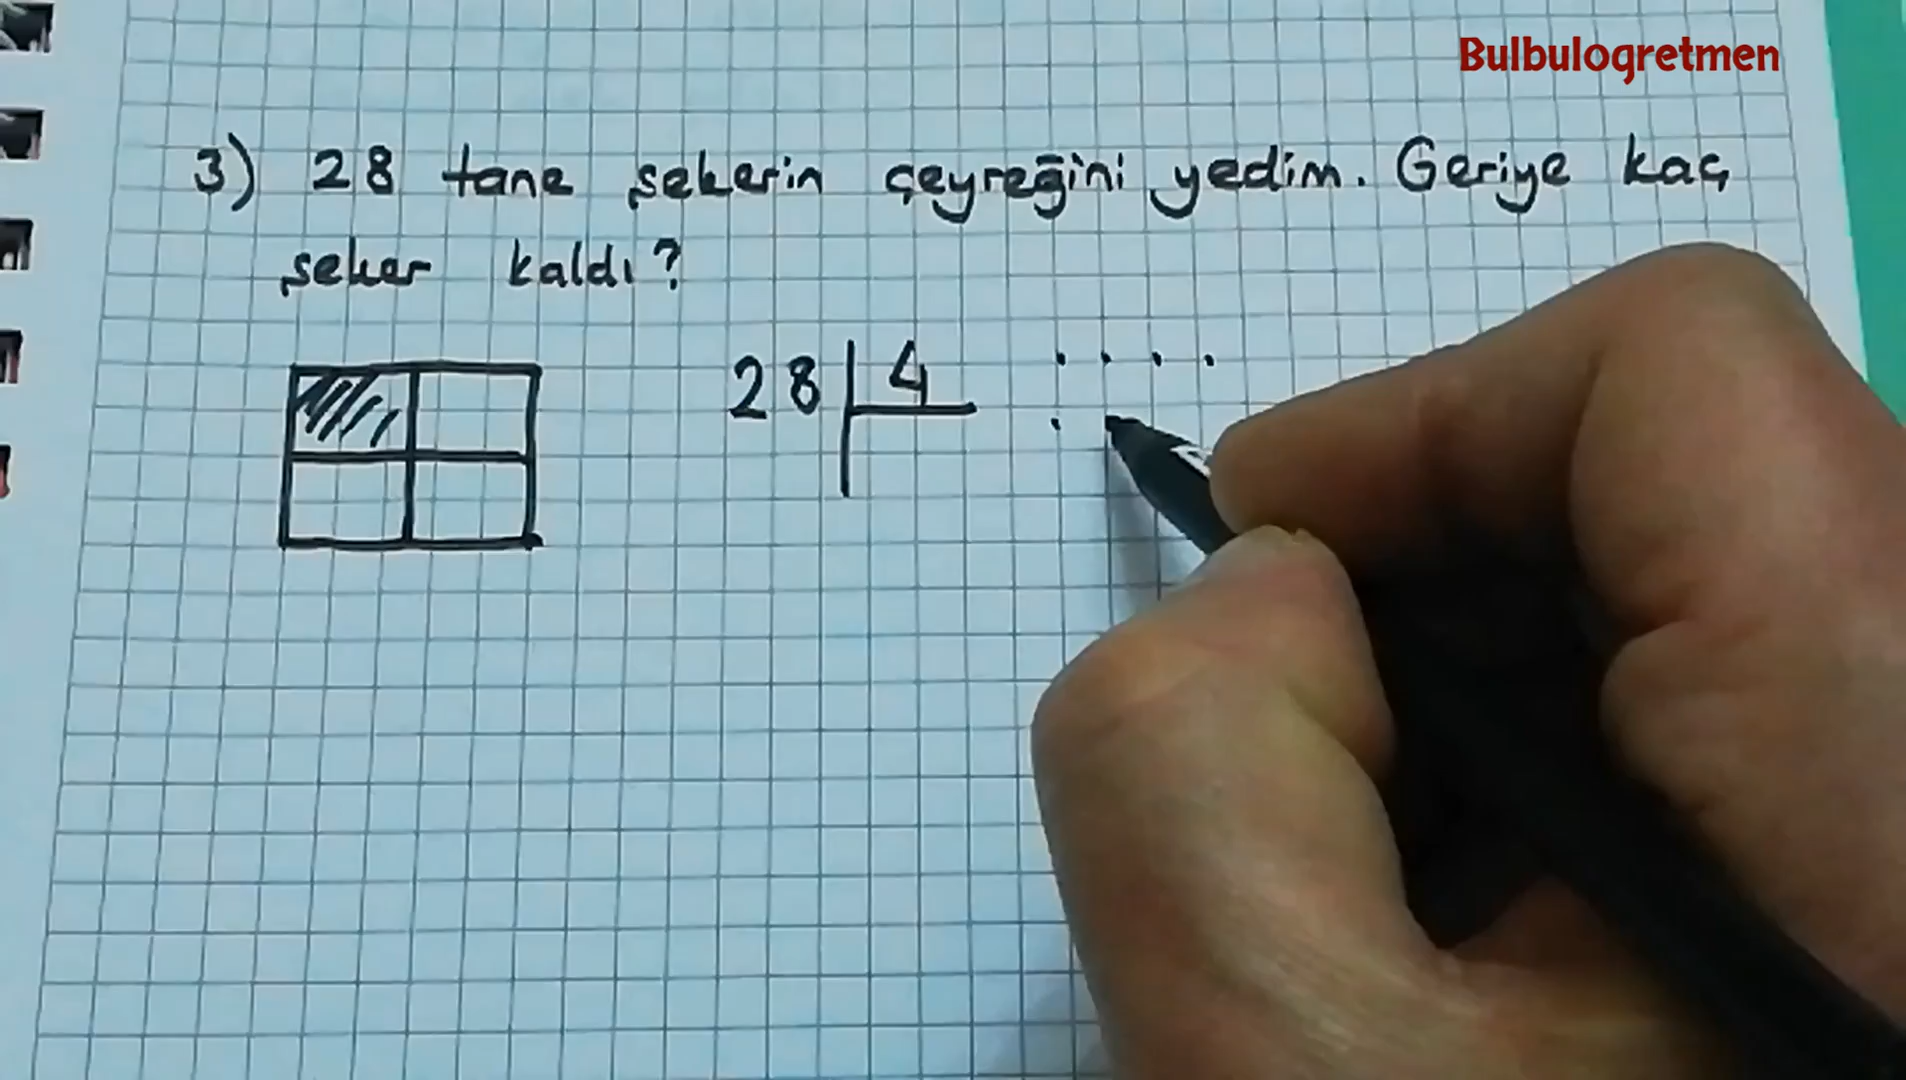 Bulbulogretmen
3) 28 tane şekerin çeyreğini yedim. Geriye kaç
şeker kaldı?
28 4